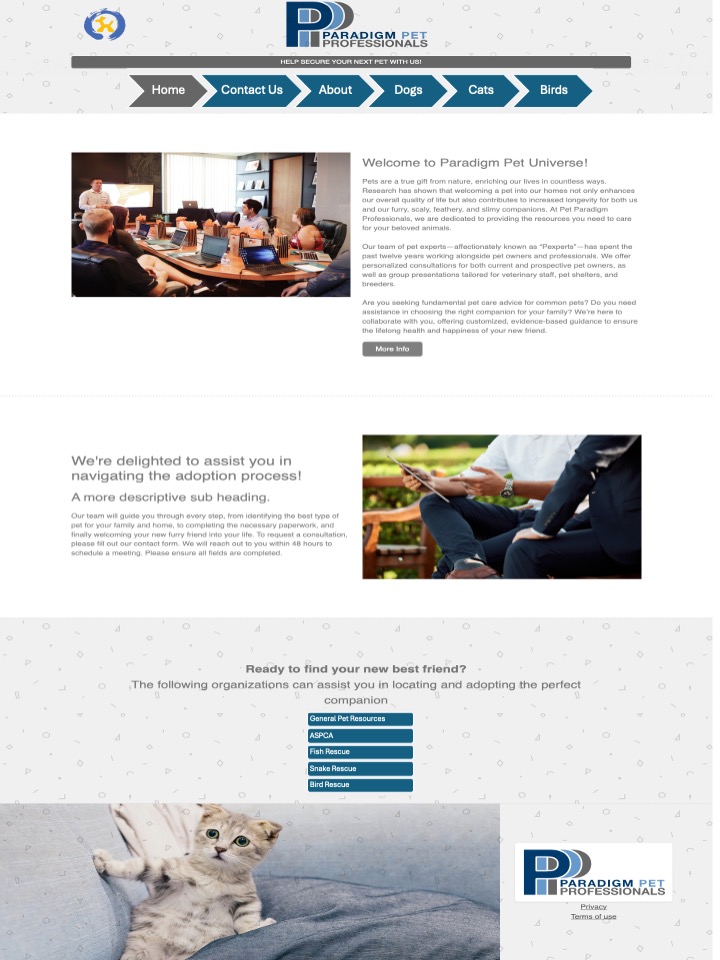 PARADIGM PET
PROFESSIONALS
HELP SECURE YOUR NEXT PET WITH US!
Home
Contact Us
About
Dogs
Cats
Birds
Welcome to Paradigm Pet Universe!
Pets are a true gift from nature, enriching our lives in countless ways.
Research has shown that welcoming a pet into our homes not only enhances
our overall quality of life but also contributes to increased longevity for both us
and our furry, scaly, feathery, and slimy companions. At Pet Paradigm
Professionals, we are dedicated to providing the resources you need to care
for your beloved animals.
Our team of pet experts—affectionately known as “Pexperts”—has spent the
past twelve years working alongside pet owners and professionals. We offer
personalized consultations for both current and prospective pet owners, as
well as group presentations tailored for veterinary staff, pet shelters, and
breeders.
Are you seeking fundamental pet care advice for common pets? Do you need
assistance in choosing the right companion for your family? We're here to
collaborate with you, offering customized, evidence-based guidance to ensure
the lifelong health and happiness of your new friend.
More Info
We're delighted to assist you in
navigating the adoption process!
A more descriptive sub heading.
Our team will guide you through every step, from identifying the best type of
pet for your family and home, to completing the necessary paperwork, and
finally welcoming your new furry friend into your life. To request a consultation,
please fill out our contact form. We will reach out to you within 48 hours to
schedule a meeting. Please ensure all fields are completed.
Ready to find your new best friend?
The following organizations can assist you in locating and adopting the perfect
companion
General Pet Resources
ASPCA
Fish Rescue
Snake Rescue
Bird Rescue
PARADIGM PET
PROFESSIONALS
Privacy
Terms of use